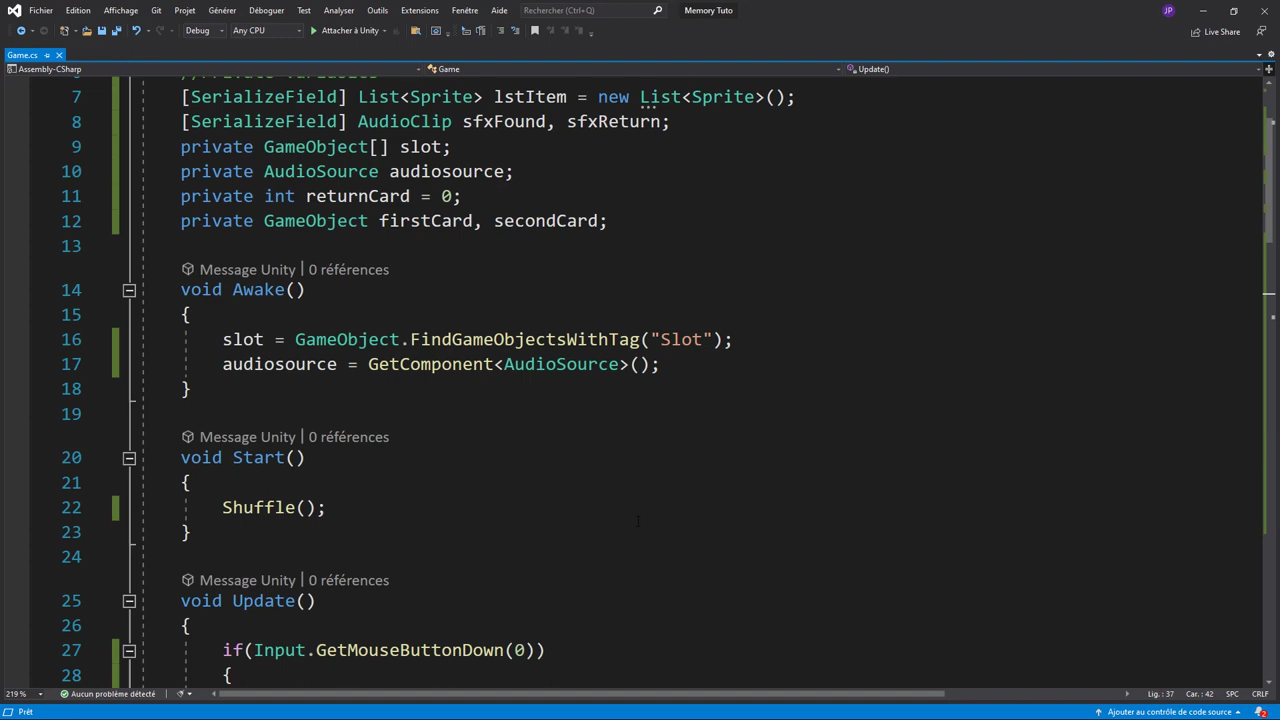 Fichier Edition Affichage Git Projet Générer Déboguer Test Analyser Outils Extensions Fenêtre Aide Rechercher (Ctrl+Q) Memory Tuto JP
Debug Any CPU Attacher à Unity Live Share
Game.cs
Assembly-CSharp Game Update()
7 [SerializeField] List<Sprite> lstItem = new List<Sprite>();
8 [SerializeField] AudioClip sfxFound, sfxReturn;
9 private GameObject[] slot;
10 private AudioSource audiosource;
11 private int returnCard = 0;
12 private GameObject firstCard, secondCard;
13
Message Unity | 0 références
14 void Awake()
15 {
16 slot = GameObject.FindGameObjectsWithTag("Slot");
17 audiosource = GetComponent<AudioSource>();
18 }
19
Message Unity | 0 références
20 void Start()
21 {
22 Shuffle();
23 }
24
Message Unity | 0 références
25 void Update()
26 {
27 if(Input.GetMouseButtonDown(0))
28 {
219 % Aucun problème détecté Lig. : 37 Car. : 42 SPC CRLF
Prêt Ajouter au contrôle de code source 2